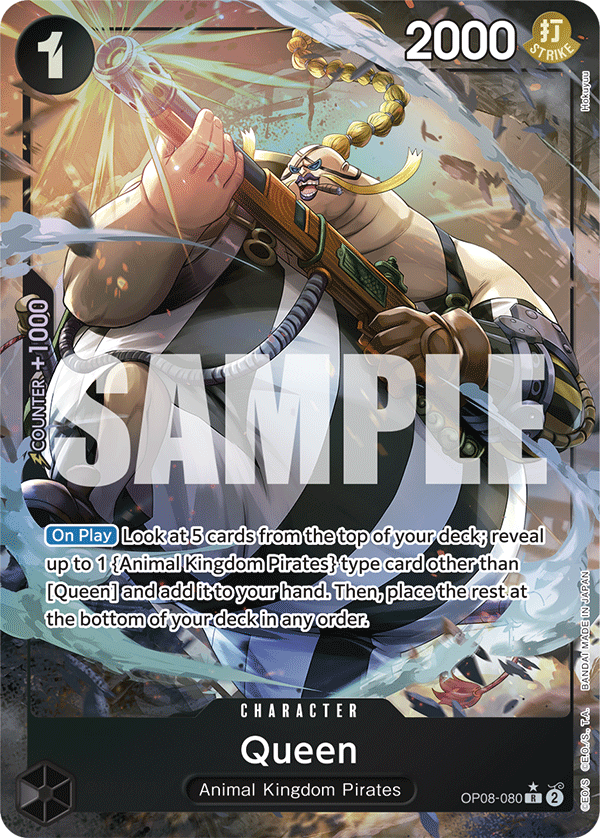 1
2000
打
STRIKE
Hokuyuu
COUNTER +1000
SAMPLE
On Play Look at 5 cards from the top of your deck; reveal
up to 1 {Animal Kingdom Pirates} type card other than
[Queen] and add it to your hand. Then, place the rest at
the bottom of your deck in any order.
CHARACTER
Queen
Animal Kingdom Pirates
OP08-080 R 2
©EO/S ©E.O./S., T.A. BANDAI MADE IN JAPAN